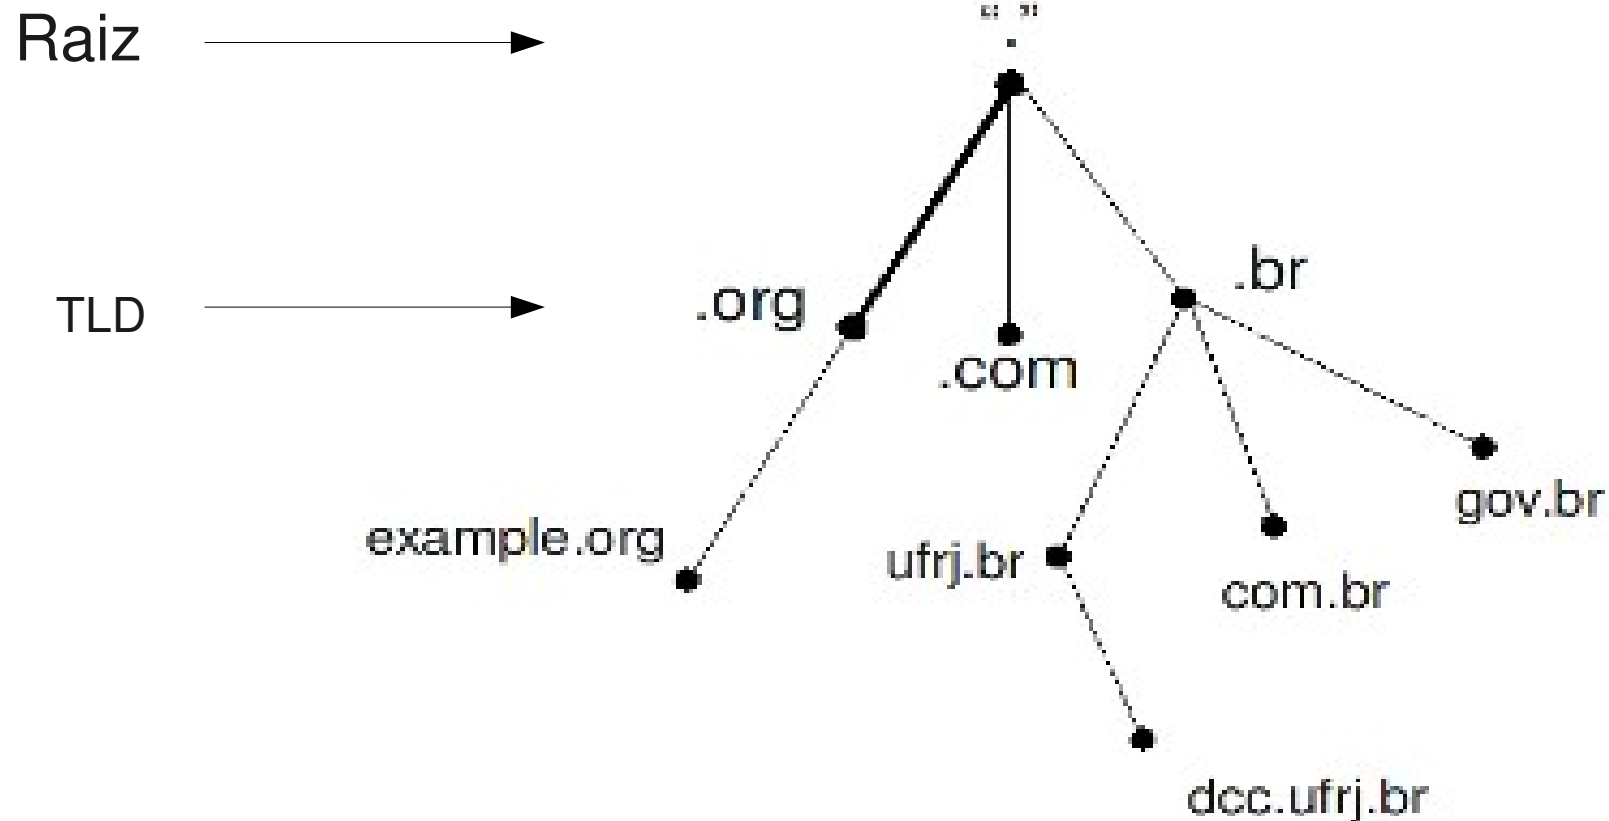 " "
.
Raiz
TLD
.org
.com
.br
example.org
ufrj.br
com.br
gov.br
dcc.ufrj.br